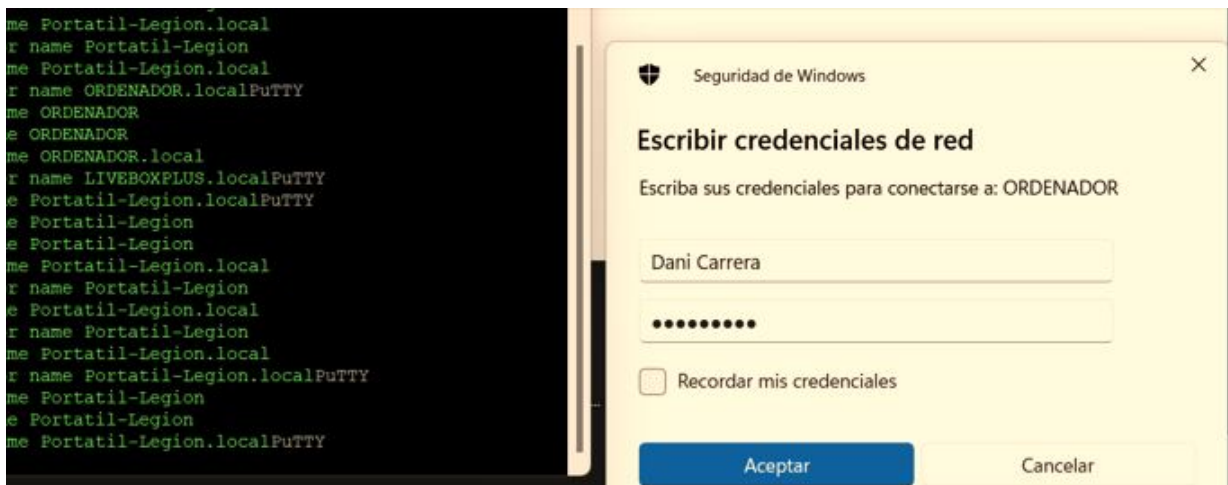 me Portatil-Legion.local
r name Portatil-Legion
me Portatil-Legion.local
r name ORDENADOR.localPuTTY
me ORDENADOR
e ORDENADOR
me ORDENADOR.local
r name LIVEBOXPLUS.localPuTTY
e Portatil-Legion.localPuTTY
e Portatil-Legion
e Portatil-Legion
me Portatil-Legion.local
r name Portatil-Legion
e Portatil-Legion.local
r name Portatil-Legion
me Portatil-Legion.local
r name Portatil-Legion.localPuTTY
me Portatil-Legion
e Portatil-Legion
me Portatil-Legion.localPuTTY
Seguridad de Windows
Escribir credenciales de red
Escriba sus credenciales para conectarse a: ORDENADOR
Dani Carrera
•••••••••
Recordar mis credenciales
Aceptar
Cancelar